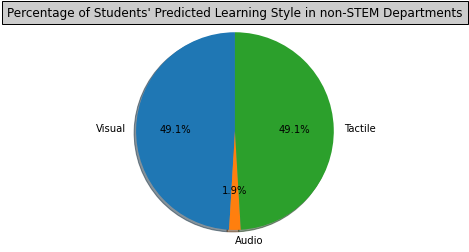 Percentage of Students' Predicted Learning Style in non-STEM Departments
Visual
49.1%
49.1%
Tactile
1.9%
Audio